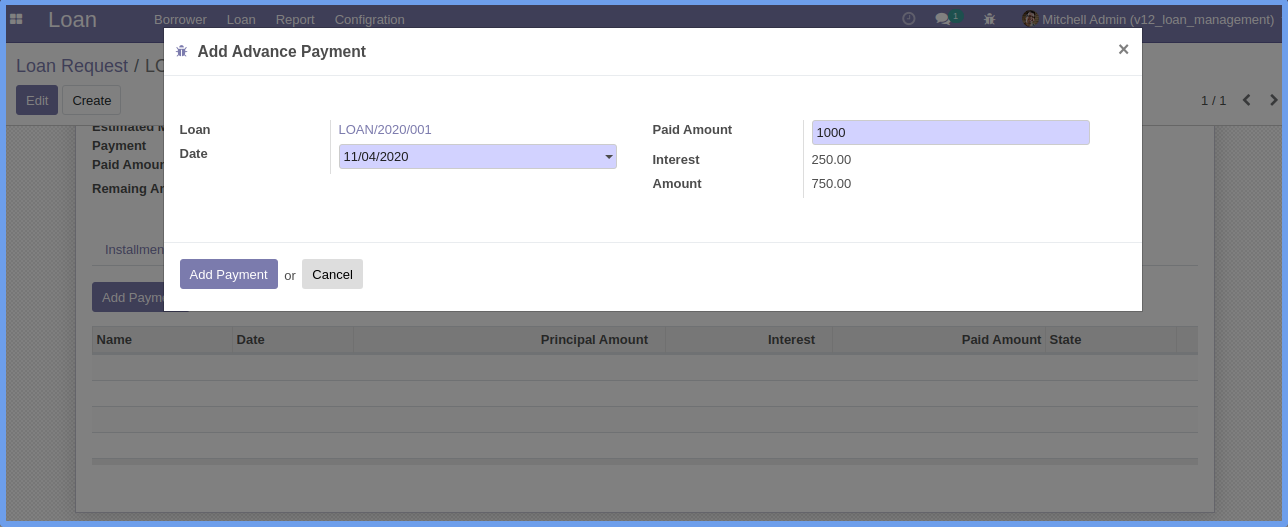 Loan Borrower Loan Report Configration 1 Mitchell Admin (v12_loan_management)
Add Advance Payment ×
Loan Request / LO
Edit Create 1 / 1
Loan LOAN/2020/001 Paid Amount 1000
Date 11/04/2020 Interest 250.00
Amount 750.00
Estimated M
Payment
Paid Amoun
Remaing Am
Installmen
Add Payment or Cancel
Add Payme
Name Date Principal Amount Interest Paid Amount State